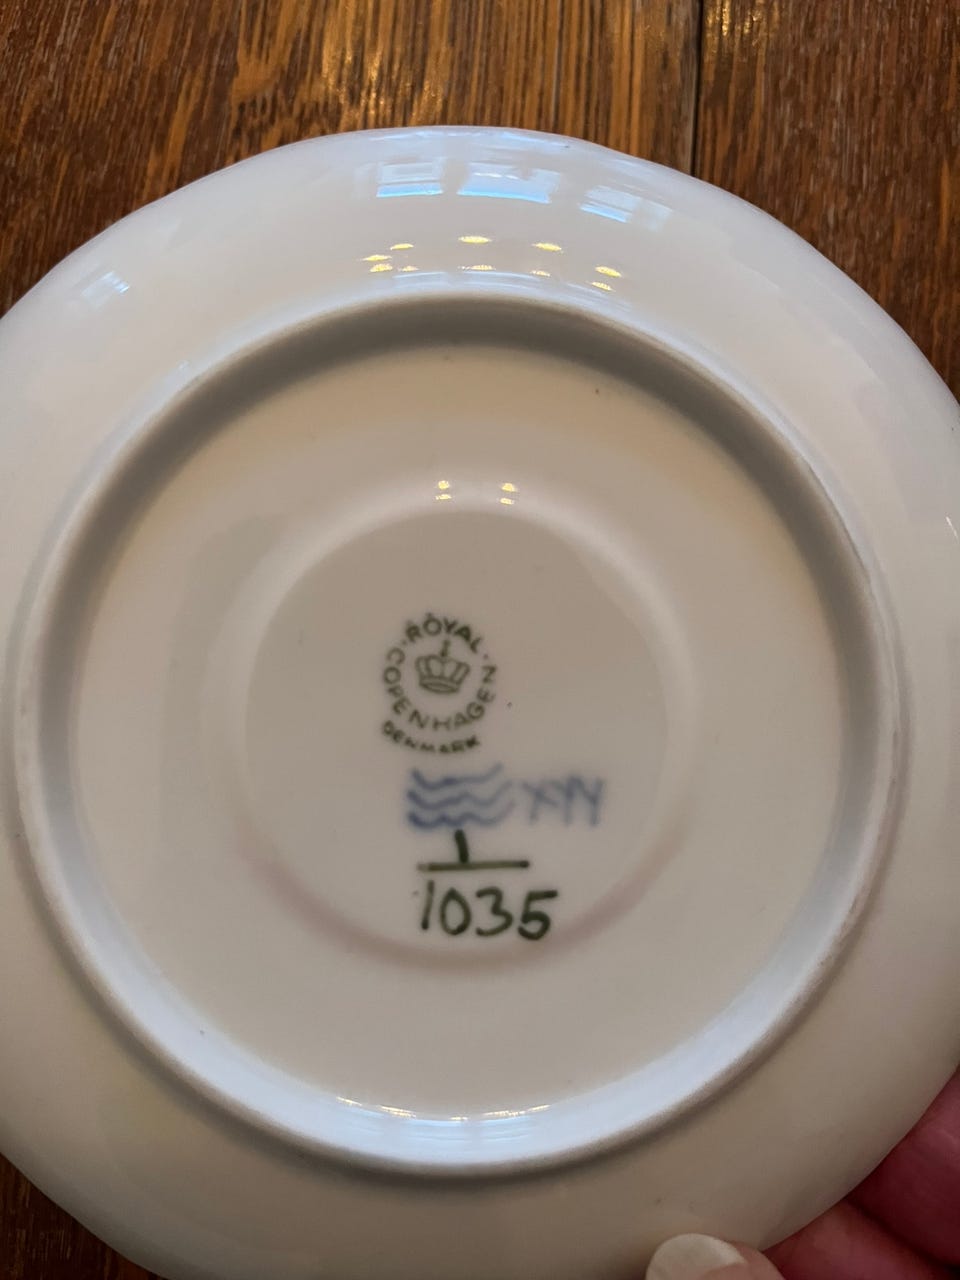 ROYAL
COPENHAGEN
DENMARK
1
1035